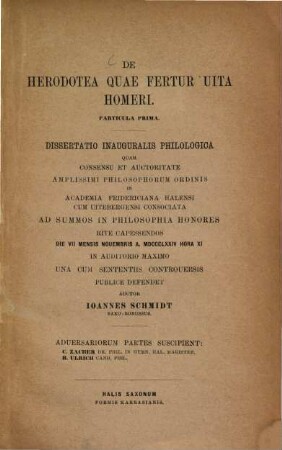 DE
HERODOTEA QUAE FERTUR UITA
HOMERI.
PARTICULA PRIMA.
DISSERTATIO INAUGURALIS PHILOLOGICA
QUAM
CONSENSU ET AUCTORITATE
AMPLISSIMI PHILOSOPHORUM ORDINIS
IN
ACADEMIA FRIDERICIANA HALENSI
CUM UITEBERGENSI CONSOCIATA
AD SUMMOS IN PHILOSOPHIA HONORES
RITE CAPESSENDOS
DIE VII MENSIS NOUEMBRIS A. MDCCCLXXIV HORA XI
IN AUDITORIO MAXIMO
UNA CUM SENTENTIIS CONTROUERSIS
PUBLICE DEFENDET
AUCTOR
IOANNES SCHMIDT
SAXO-BORUSSUS.
ADUERSARIORUM PARTES SUSCIPIENT:
C. ZACHER DR. PHIL. IN GYMN. HAL. MAGISTER,
H. ULRICH CAND. PHIL.
HALIS SAXONUM
FORMIS KARRASIANIS.